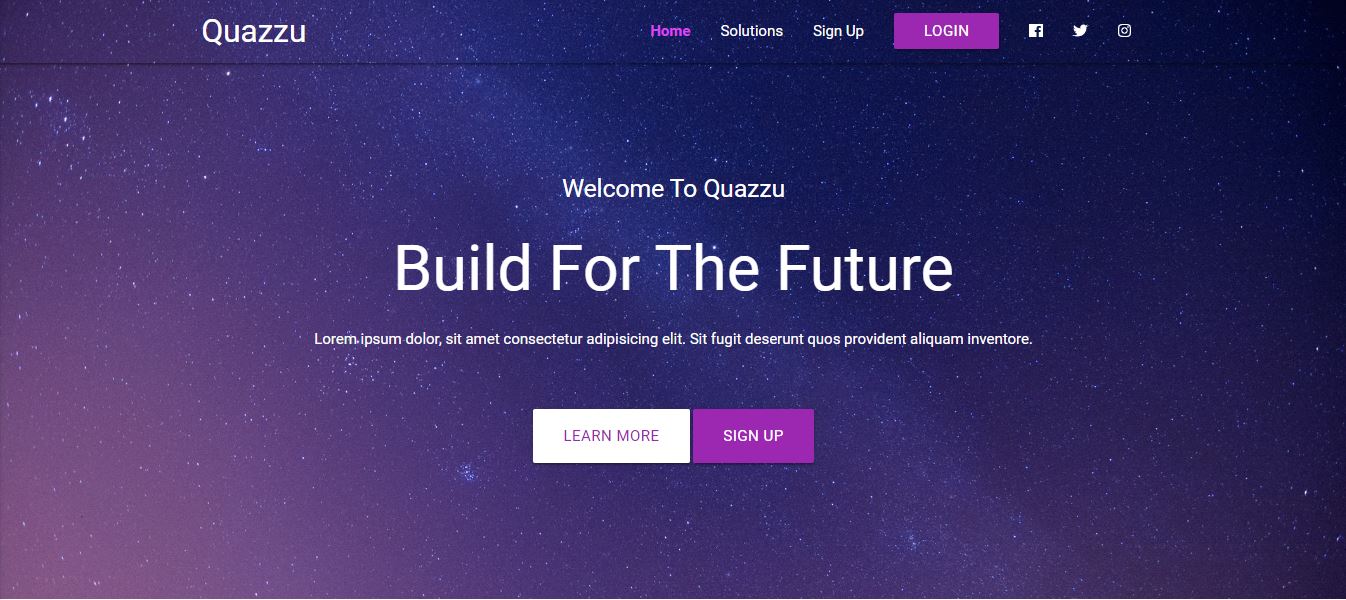 Quazzu Home Solutions Sign Up LOGIN
Welcome To Quazzu
Build For The Future
Lorem ipsum dolor, sit amet consectetur adipisicing elit. Sit fugit deserunt quos provident aliquam inventore.
LEARN MORE SIGN UP